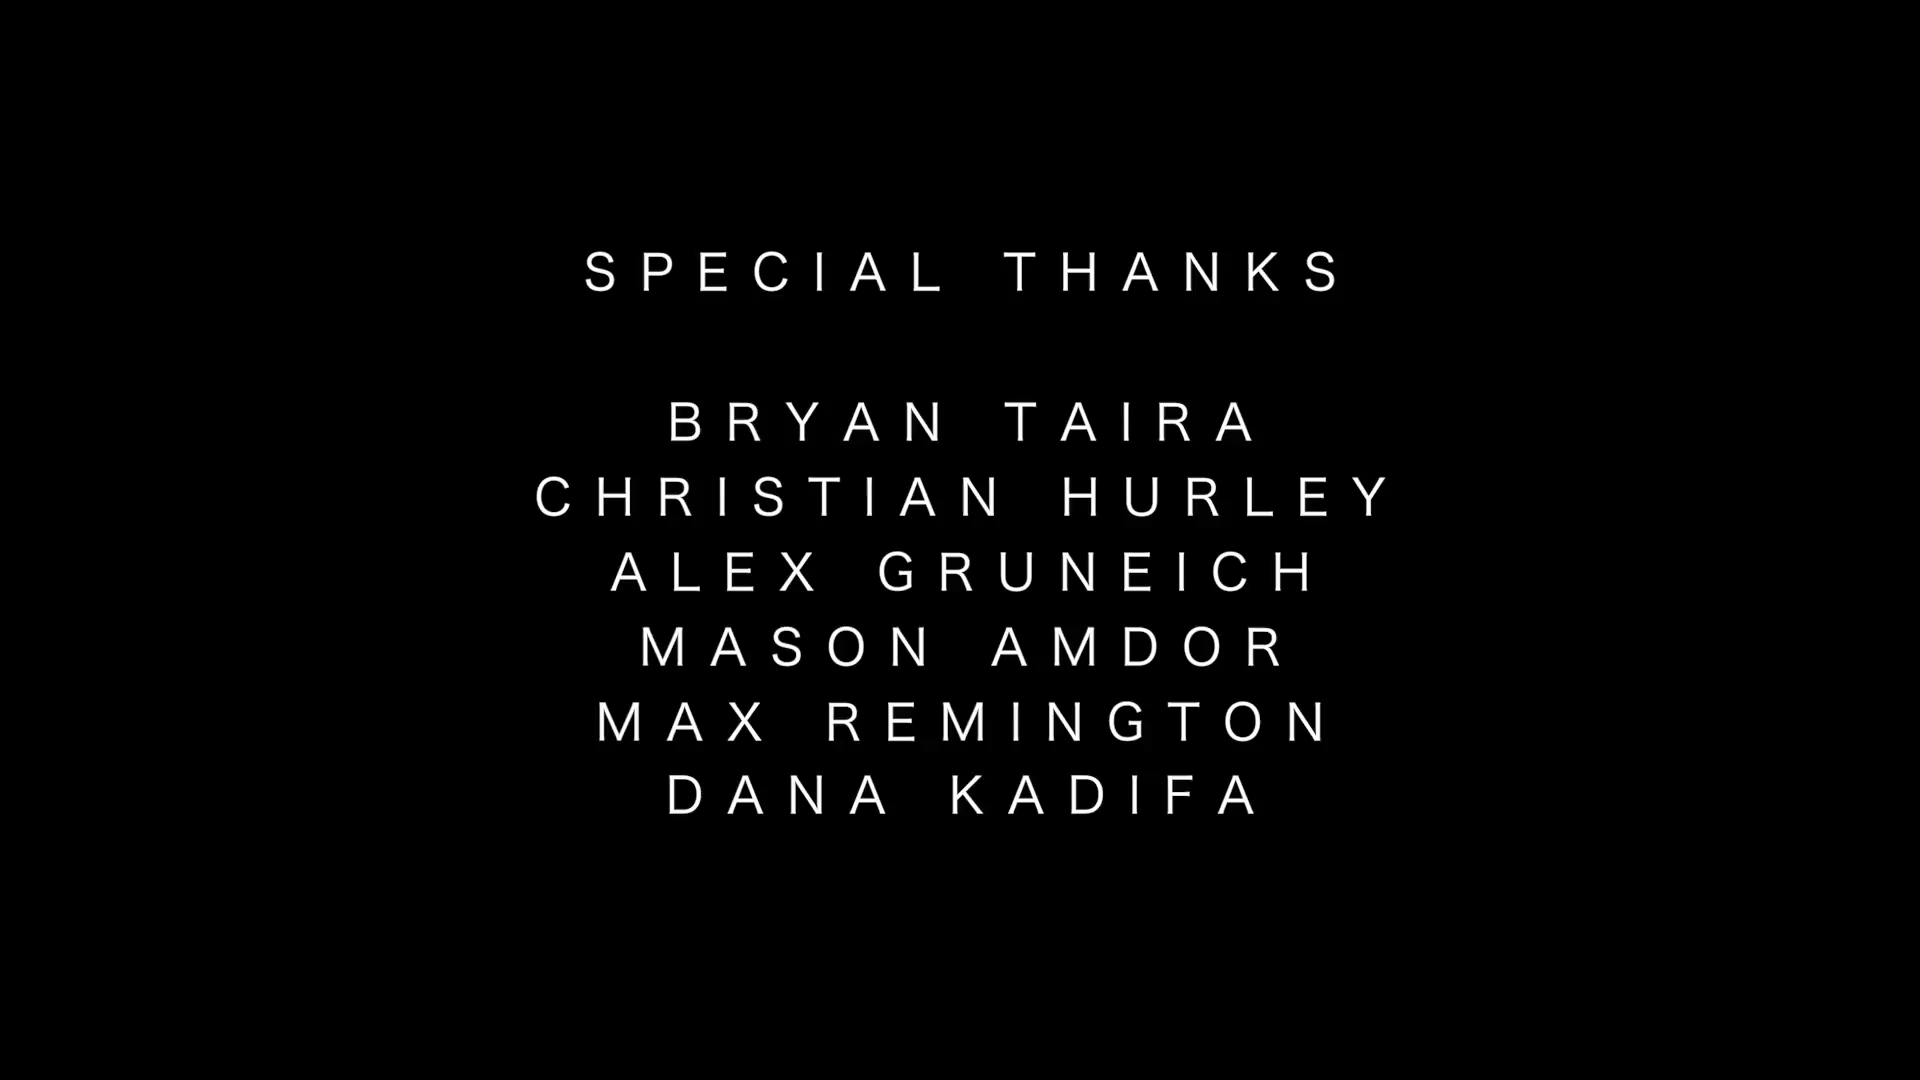 SPECIAL THANKS
BRYAN TAIRA
CHRISTIAN HURLEY
ALEX GRUNEICH
MASON AMDOR
MAX REMINGTON
DANA KADIFA